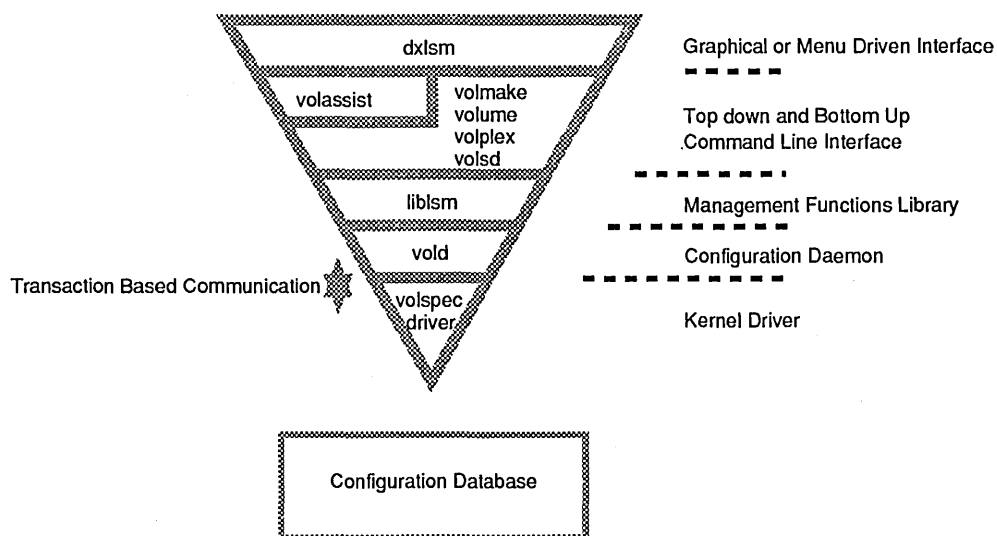 dxlsm
Graphical or Menu Driven Interface
volassist
volmake
volume
volplex
volsd
Top down and Bottom Up
Command Line Interface
liblsm
Management Functions Library
vold
Configuration Daemon
Transaction Based Communication
volspec
driver
Kernel Driver
Configuration Database